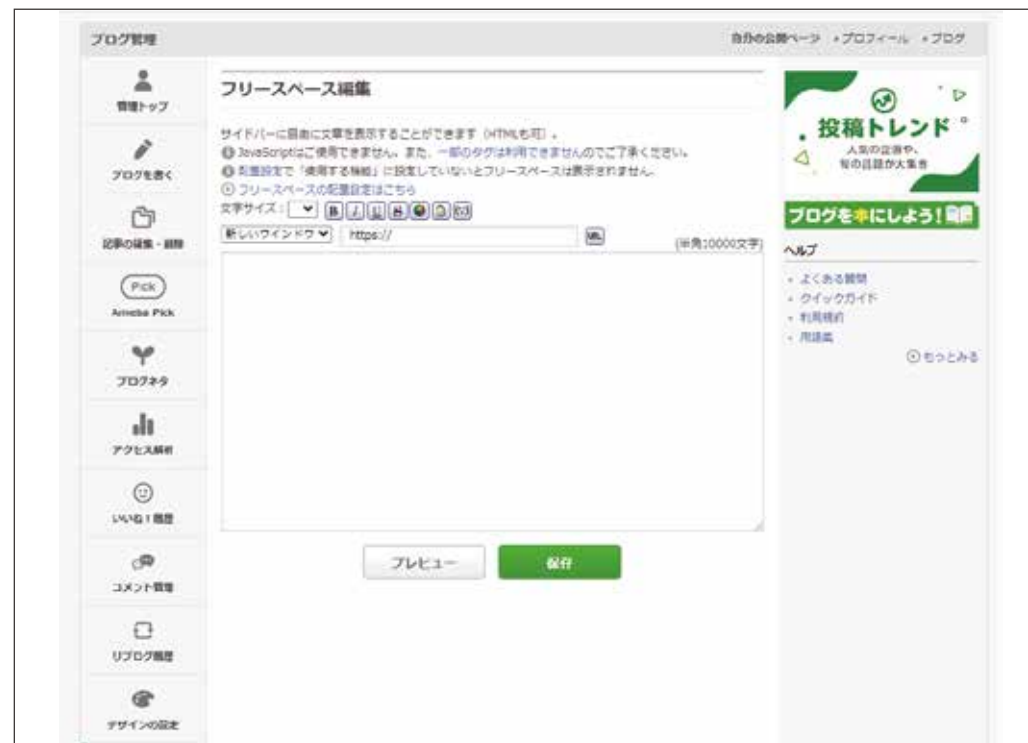 ブログ管理
自分の公開ページ ・プロフィール ・ブログ
管理トップ
ブログを書く
記事の編集・削除
Pick
Ameba Pick
ブログネタ
アクセス解析
いいね!履歴
コメント管理
リブログ履歴
デザインの設定
フリースペース編集
サイドバーに自由に文章を表示することができます(HTMLも可)。
JavaScriptはご使用できません。また、一部のタグは利用できませんのでご了承ください。
配置設定で「使用する機能」に設定していないとフリースペースは表示されません。
フリースペースの配置設定はこちら
文字サイズ:
B I U S
新しいウインドウ https:// URL (半角10000文字)
プレビュー 保存
投稿トレンド
人気の企画や、
旬の話題が大集合
ブログを本にしよう!
ヘルプ
・よくある質問
・クイックガイド
・利用規約
・用語集
もっとみる